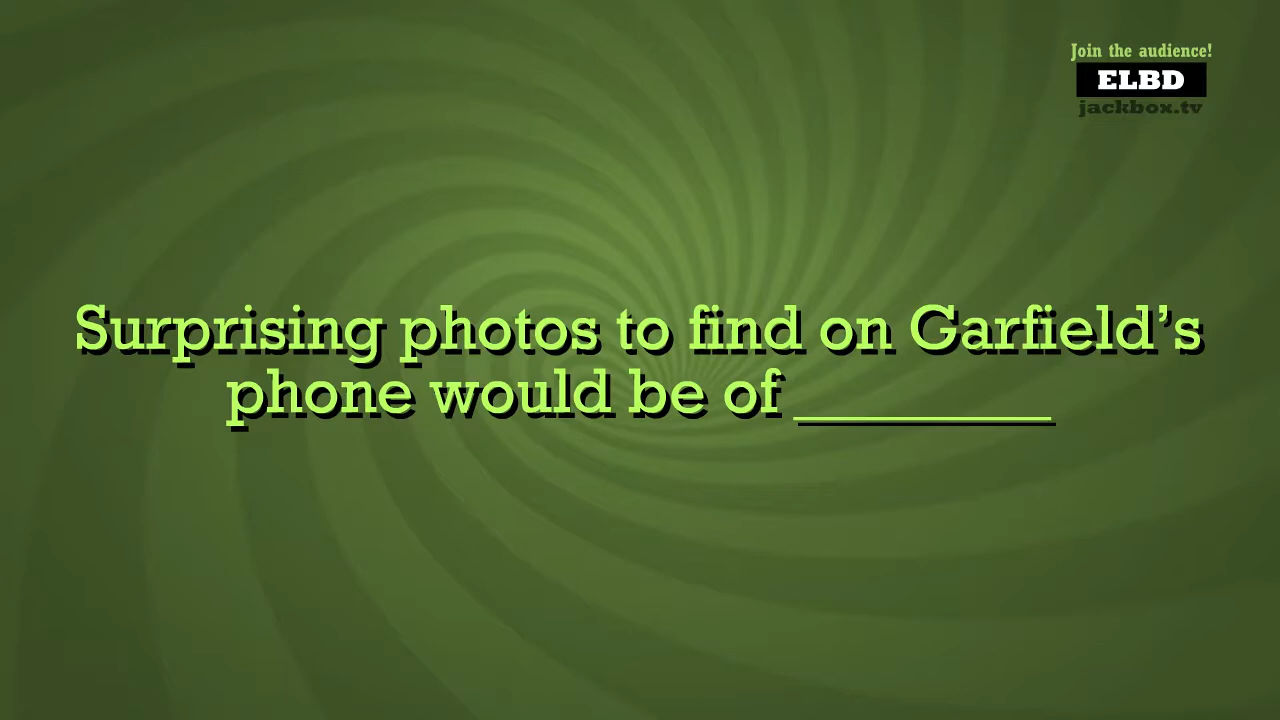 Join the audience!
ELBD
jackbox.tv
Surprising photos to find on Garfield’s
phone would be of ________